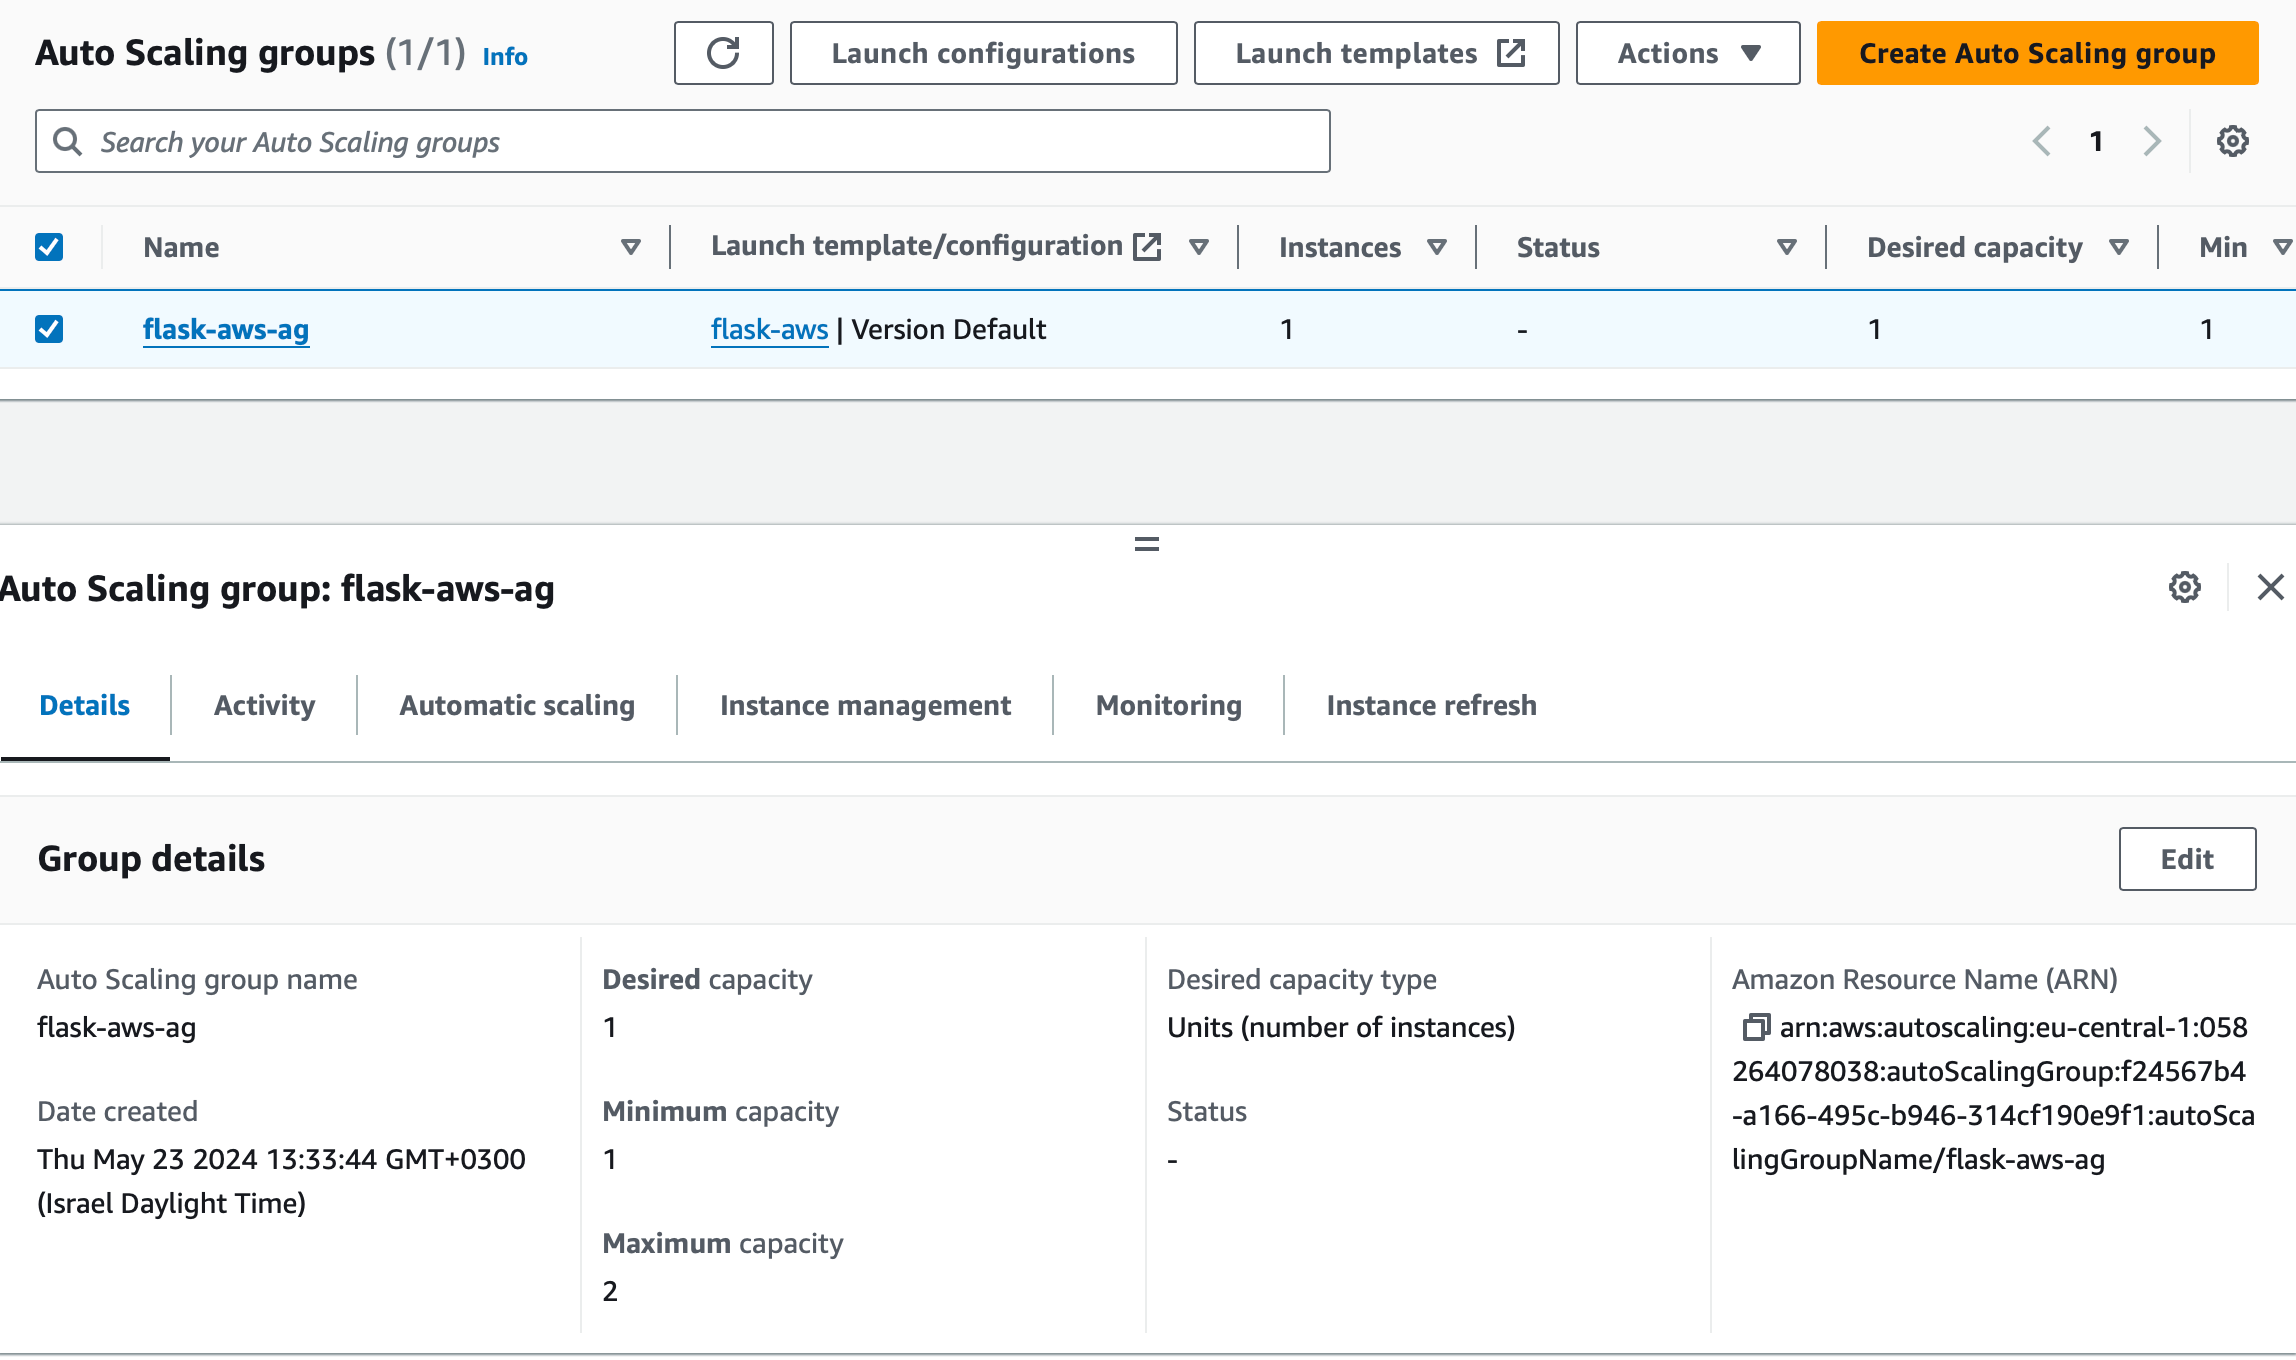 Auto Scaling groups (1/1) Info
Launch configurations
Launch templates
Actions
Create Auto Scaling group
Search your Auto Scaling groups
1
Name
Launch template/configuration
Instances
Status
Desired capacity
Min
flask-aws-ag
flask-aws | Version Default
1
-
1
1
Auto Scaling group: flask-aws-ag
Details
Activity
Automatic scaling
Instance management
Monitoring
Instance refresh
Group details
Edit
Auto Scaling group name
flask-aws-ag
Date created
Thu May 23 2024 13:33:44 GMT+0300
(Israel Daylight Time)
Desired capacity
1
Minimum capacity
1
Maximum capacity
2
Desired capacity type
Units (number of instances)
Status
-
Amazon Resource Name (ARN)
arn:aws:autoscaling:eu-central-1:058
264078038:autoScalingGroup:f24567b4
-a166-495c-b946-314cf190e9f1:autoSca
lingGroupName/flask-aws-ag